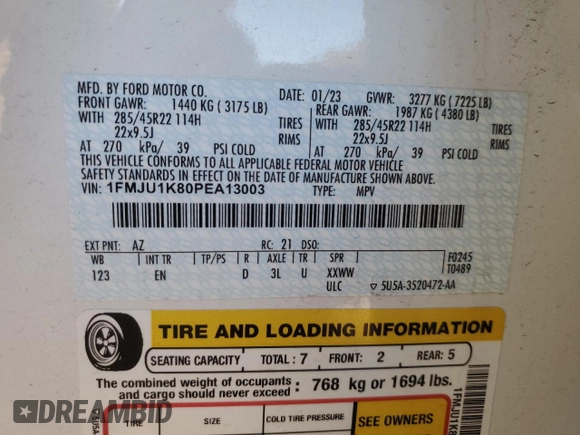 MFD. BY FORD MOTOR CO.
DATE: 01/23 GVWR: 3277 KG ( 7225 LB)
FRONT GAWR: 1440 KG ( 3175 LB)
REAR GAWR: 1987 KG ( 4380 LB)
WITH 285/45R22 114H TIRES
WITH 285/45R22 114H TIRES
22x9.5J RIMS
22x9.5J RIMS
AT 270 kPa/ 39 PSI COLD
AT 270 kPa/ 39 PSI COLD
THIS VEHICLE CONFORMS TO ALL APPLICABLE FEDERAL MOTOR VEHICLE
SAFETY STANDARDS IN EFFECT ON THE DATE OF MANUFACTURE SHOWN ABOVE.
VIN: 1FMJU1K80PEA13003 TYPE: MPV
EXT PNT: AZ RC: 21 DSO:
WB INT TR TP/PS R AXLE TR SPR
F0245
T0489
123 EN D 3L U XXWW
ULC ▽ 5U5A-3520472-AA
TIRE AND LOADING INFORMATION
SEATING CAPACITY TOTAL : 7 FRONT: 2 REAR: 5
The combined weight of occupants
and cargo should never exceed : 768 kg or 1694 lbs.
TIRE SIZE COLD TIRE PRESSURE
SEE OWNERS
DREAMBID